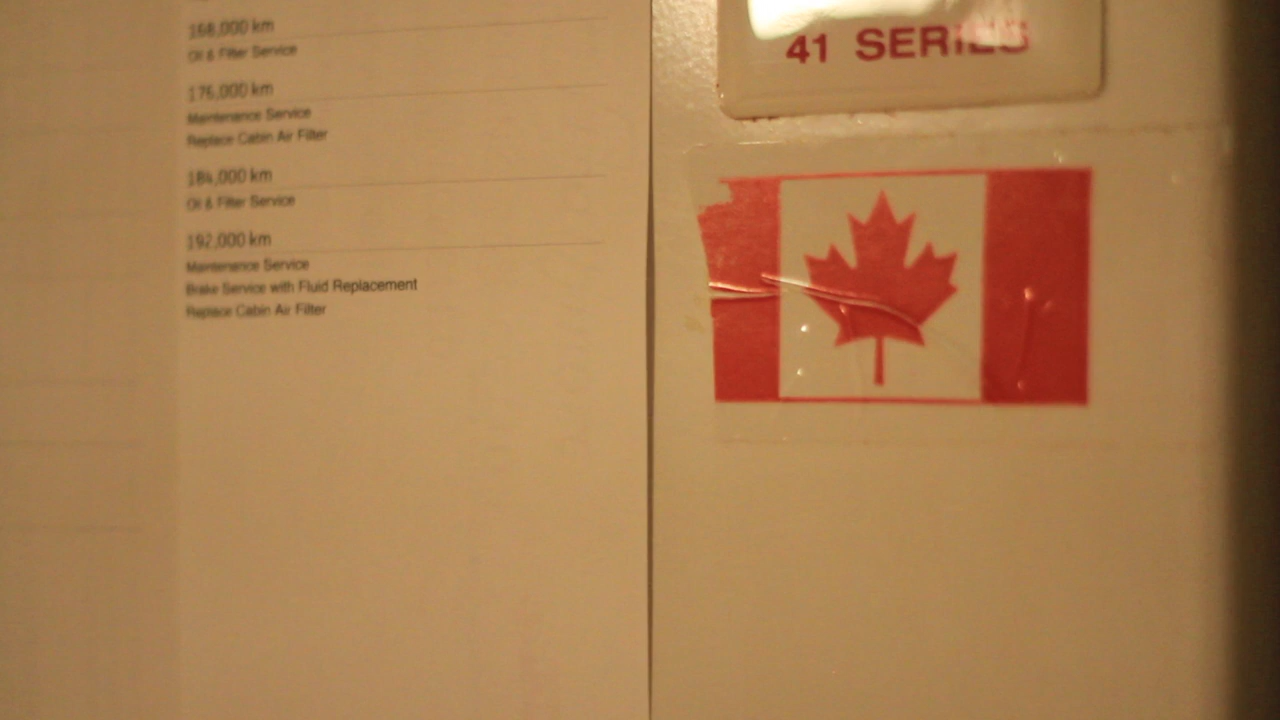 168,000 km
Oil & Filter Service
176,000 km
Maintenance Service
Replace Cabin Air Filter
184,000 km
Oil & Filter Service
192,000 km
Maintenance Service
Brake Service with Fluid Replacement
Replace Cabin Air Filter
41 SERIES